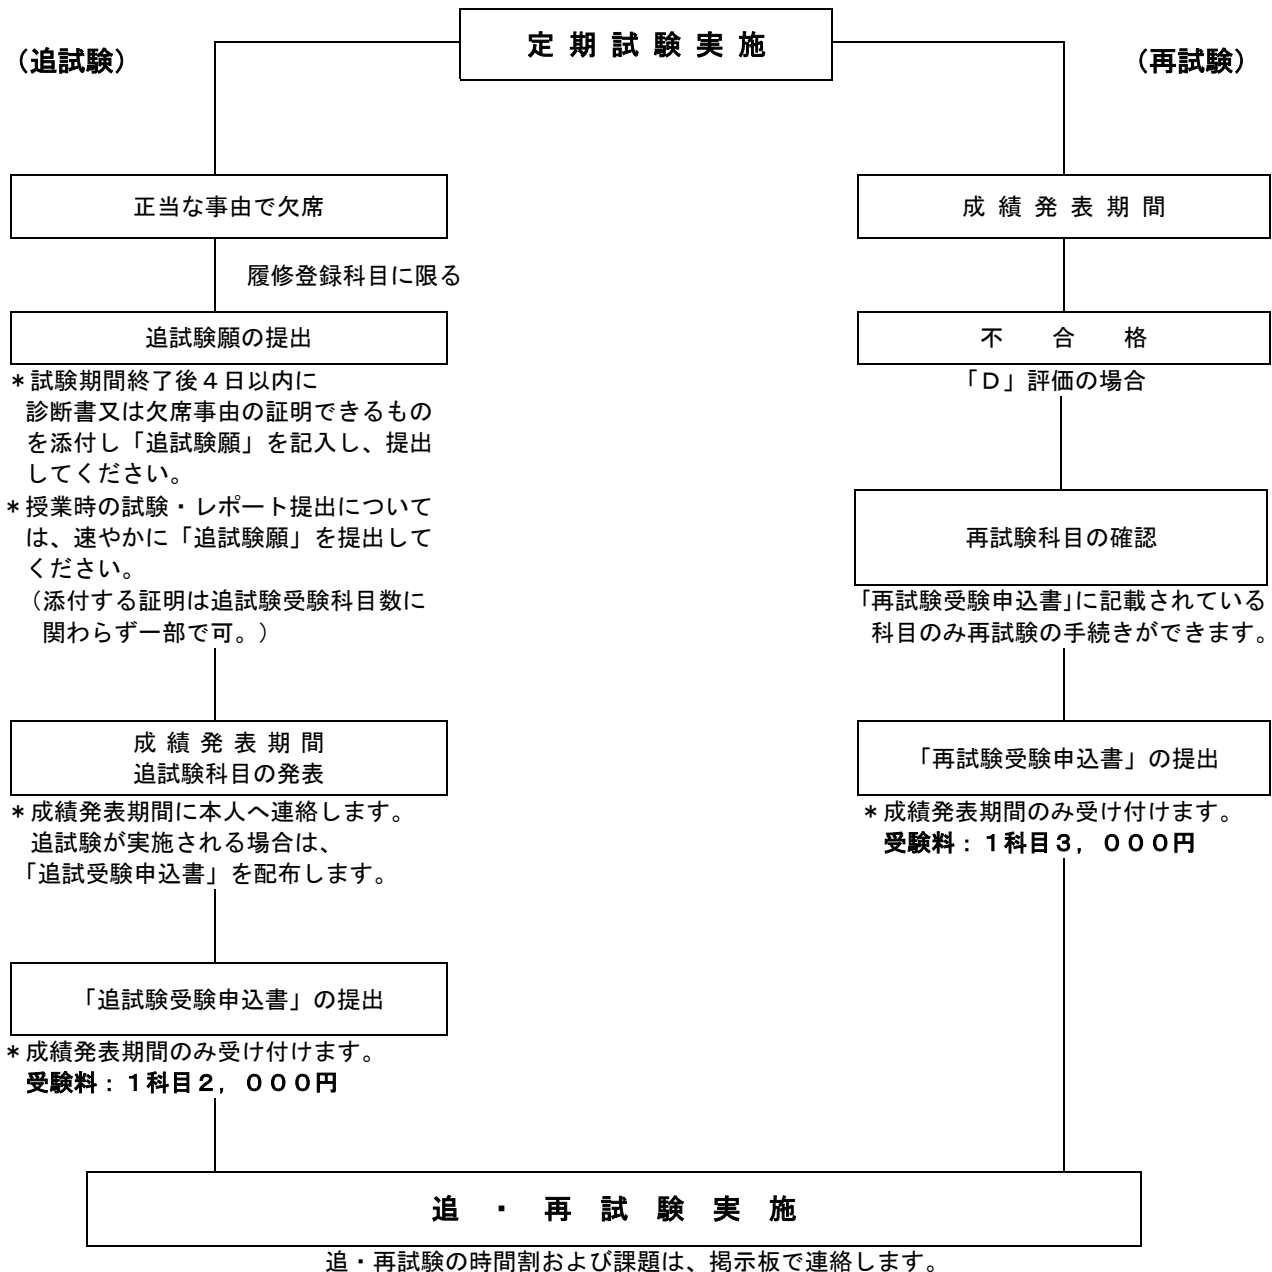 定期試験実施
（追試験）
（再試験）
正当な事由で欠席
履修登録科目に限る
追試験願の提出
＊試験期間終了後４日以内に
診断書又は欠席事由の証明できるもの
を添付し「追試験願」を記入し、提出
してください。
＊授業時の試験・レポート提出について
は、速やかに「追試験願」を提出して
ください。
（添付する証明は追試験受験科目数に
関わらず一部で可。）
成績発表期間
追試験科目の発表
＊成績発表期間に本人へ連絡します。
追試験が実施される場合は、
「追試受験申込書」を配布します。
「追試験受験申込書」の提出
＊成績発表期間のみ受け付けます。
受験料：１科目２，０００円
成績発表期間
不合格
「Ｄ」評価の場合
再試験科目の確認
「再試験受験申込書」に記載されている
科目のみ再試験の手続きができます。
「再試験受験申込書」の提出
＊成績発表期間のみ受け付けます。
受験料：１科目３，０００円
追・再試験実施
追・再試験の時間割および課題は、掲示板で連絡します。